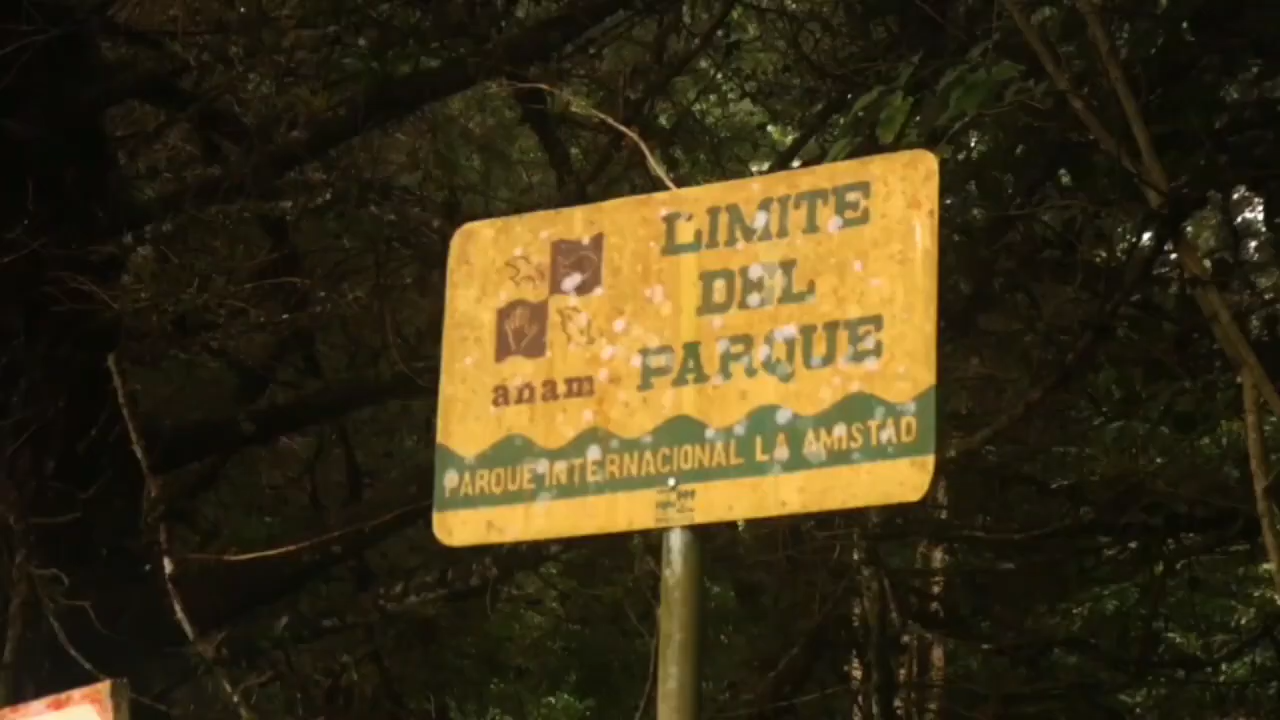 LIMITE
DEL
PARQUE
anam
PARQUE INTERNACIONAL LA AMISTAD